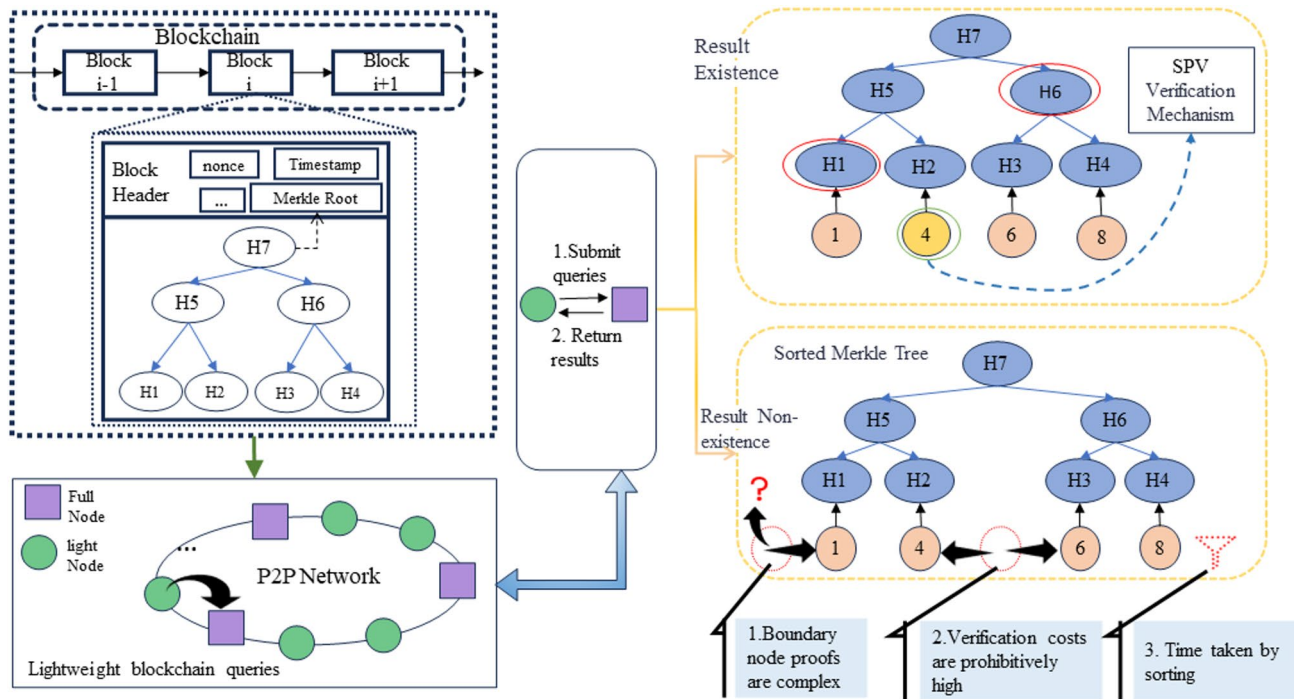 Blockchain
Block
i-1
Block
i
Block
i+1
Block
Header
nonce
Timestamp
...
Merkle Root
H7
H5
H6
H1
H2
H3
H4
Full
Node
light
Node
...
P2P Network
Lightweight blockchain queries
1.Submit
queries
2. Return
results
Result
Existence
H7
H5
H6
H1
H2
H3
H4
1
4
6
8
SPV
Verification
Mechanism
Sorted Merkle Tree
Result Non-
existence
H7
H5
H6
H1
H2
H3
H4
?
1
4
6
8
1.Boundary
node proofs
are complex
2.Verification costs
are prohibitively
high
3. Time taken by
sorting